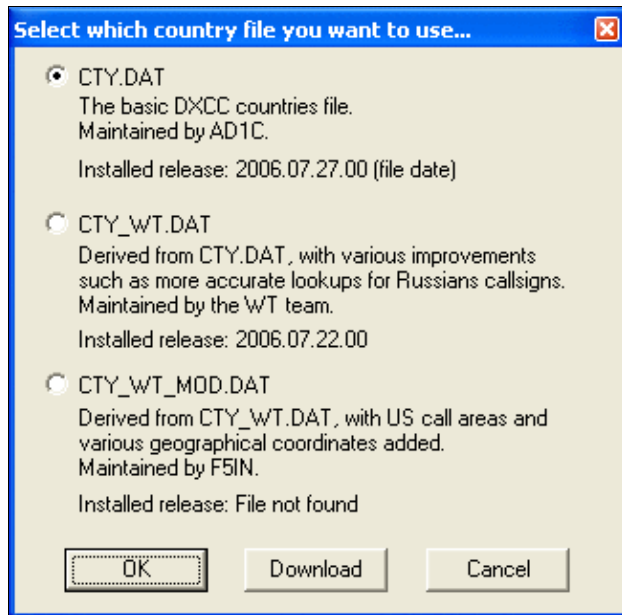 Select which country file you want to use...
CTY.DAT
The basic DXCC countries file.
Maintained by AD1C.
Installed release: 2006.07.27.00 (file date)
CTY_WT.DAT
Derived from CTY.DAT, with various improvements
such as more accurate lookups for Russians callsigns.
Maintained by the WT team.
Installed release: 2006.07.22.00
CTY_WT_MOD.DAT
Derived from CTY_WT.DAT, with US call areas and
various geographical coordinates added.
Maintained by F5IN.
Installed release: File not found
OK Download Cancel